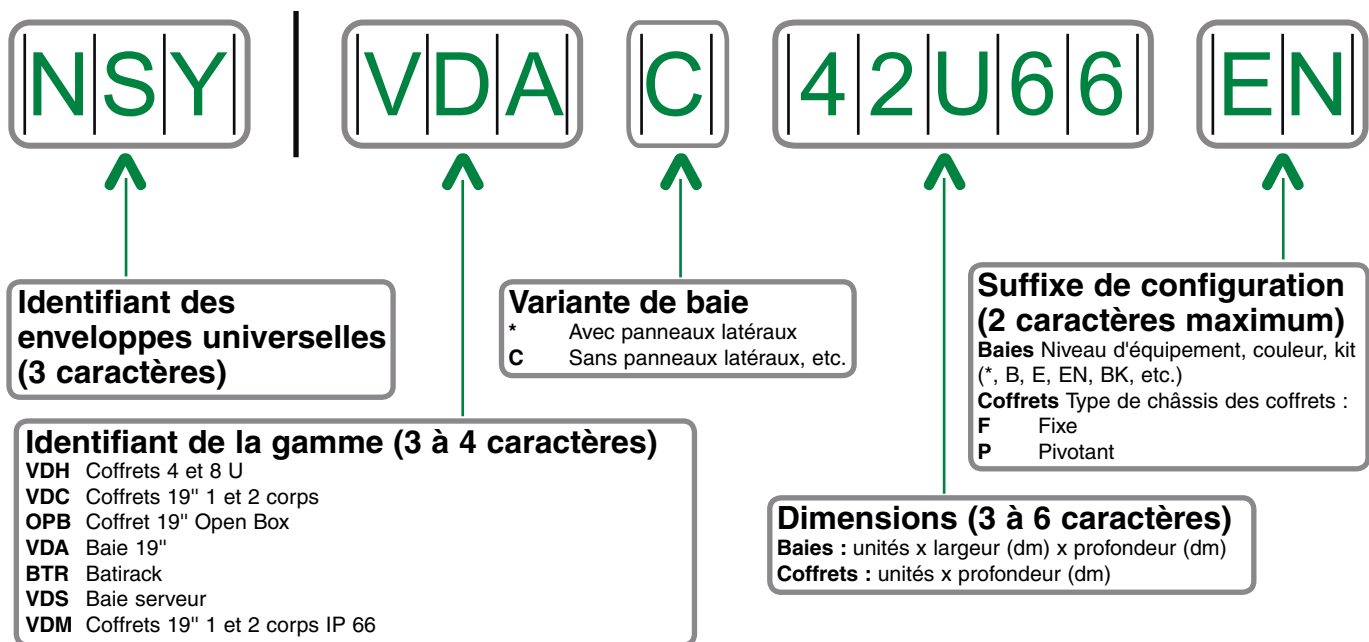 NSY VDA C 42U66 EN
Identifiant des
enveloppes universelles
(3 caractères)
Variante de baie
* Avec panneaux latéraux
C Sans panneaux latéraux, etc.
Suffixe de configuration
(2 caractères maximum)
Baies Niveau d'équipement, couleur, kit
(*, B, E, EN, BK, etc.)
Coffrets Type de châssis des coffrets :
F Fixe
P Pivotant
Identifiant de la gamme (3 à 4 caractères)
VDH Coffrets 4 et 8 U
VDC Coffrets 19" 1 et 2 corps
OPB Coffret 19" Open Box
VDA Baie 19"
BTR Batirack
VDS Baie serveur
VDM Coffrets 19" 1 et 2 corps IP 66
Dimensions (3 à 6 caractères)
Baies : unités x largeur (dm) x profondeur (dm)
Coffrets : unités x profondeur (dm)